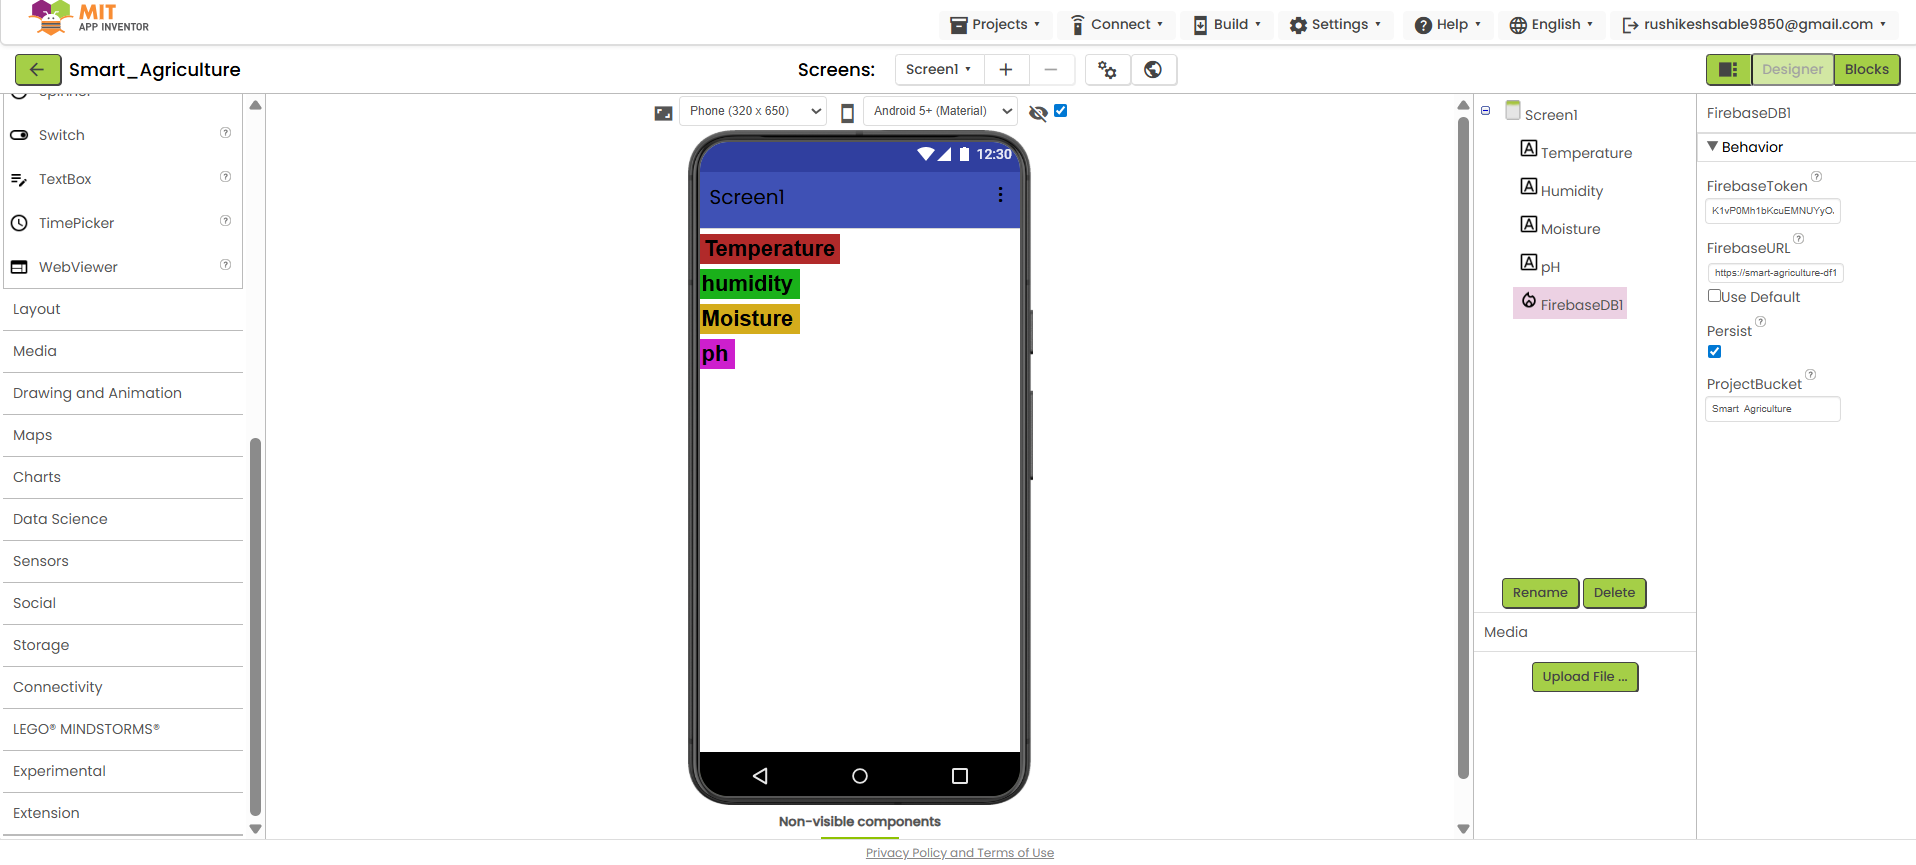 MIT
APP INVENTOR
Projects
Connect
Build
Settings
Help
English
rushikeshsable9850@gmail.com
Smart_Agriculture
Screens:
Screen1
Designer
Blocks
Spinner
Switch
TextBox
TimePicker
WebViewer
Layout
Media
Drawing and Animation
Maps
Charts
Data Science
Sensors
Social
Storage
Connectivity
LEGO® MINDSTORMS®
Experimental
Extension
Phone (320 x 650)
Android 5+ (Material)
12:30
Screen1
Temperature
humidity
Moisture
ph
Non-visible components
Screen1
Temperature
Humidity
Moisture
pH
FirebaseDB1
Rename
Delete
Media
Upload File ...
FirebaseDB1
Behavior
FirebaseToken
K1vP0Mh1bKcuEMNUYyO
FirebaseURL
https://smart-agriculture-df1
Use Default
Persist
ProjectBucket
Smart_Agriculture
Privacy Policy and Terms of Use